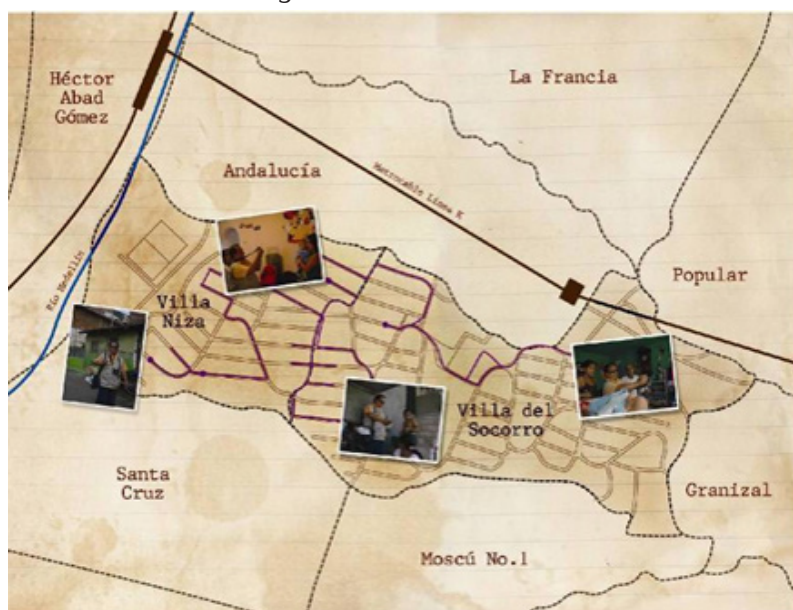 Héctor
Abad
Gómez
La Francia
Andalucía
Metrocable Línea K
Popular
Río Medellín
Villa
Niza
Villa del
Socorro
Santa
Cruz
Granizal
Moscú No.1